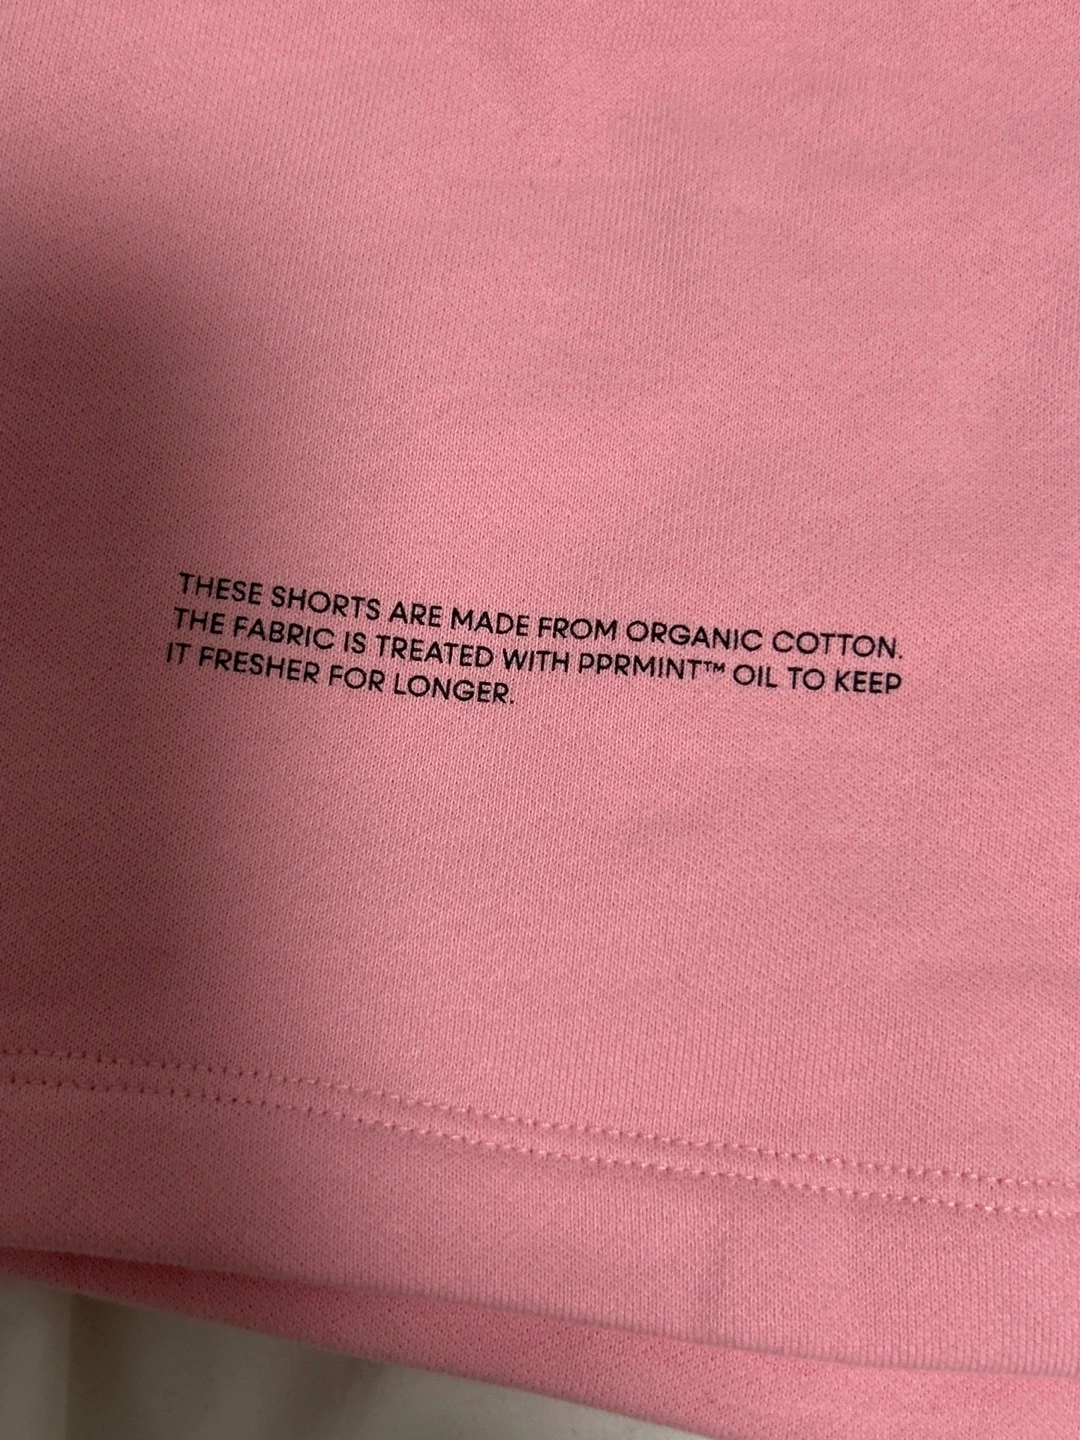 THESE SHORTS ARE MADE FROM ORGANIC COTTON.
THE FABRIC IS TREATED WITH PPRMINT™ OIL TO KEEP
IT FRESHER FOR LONGER.